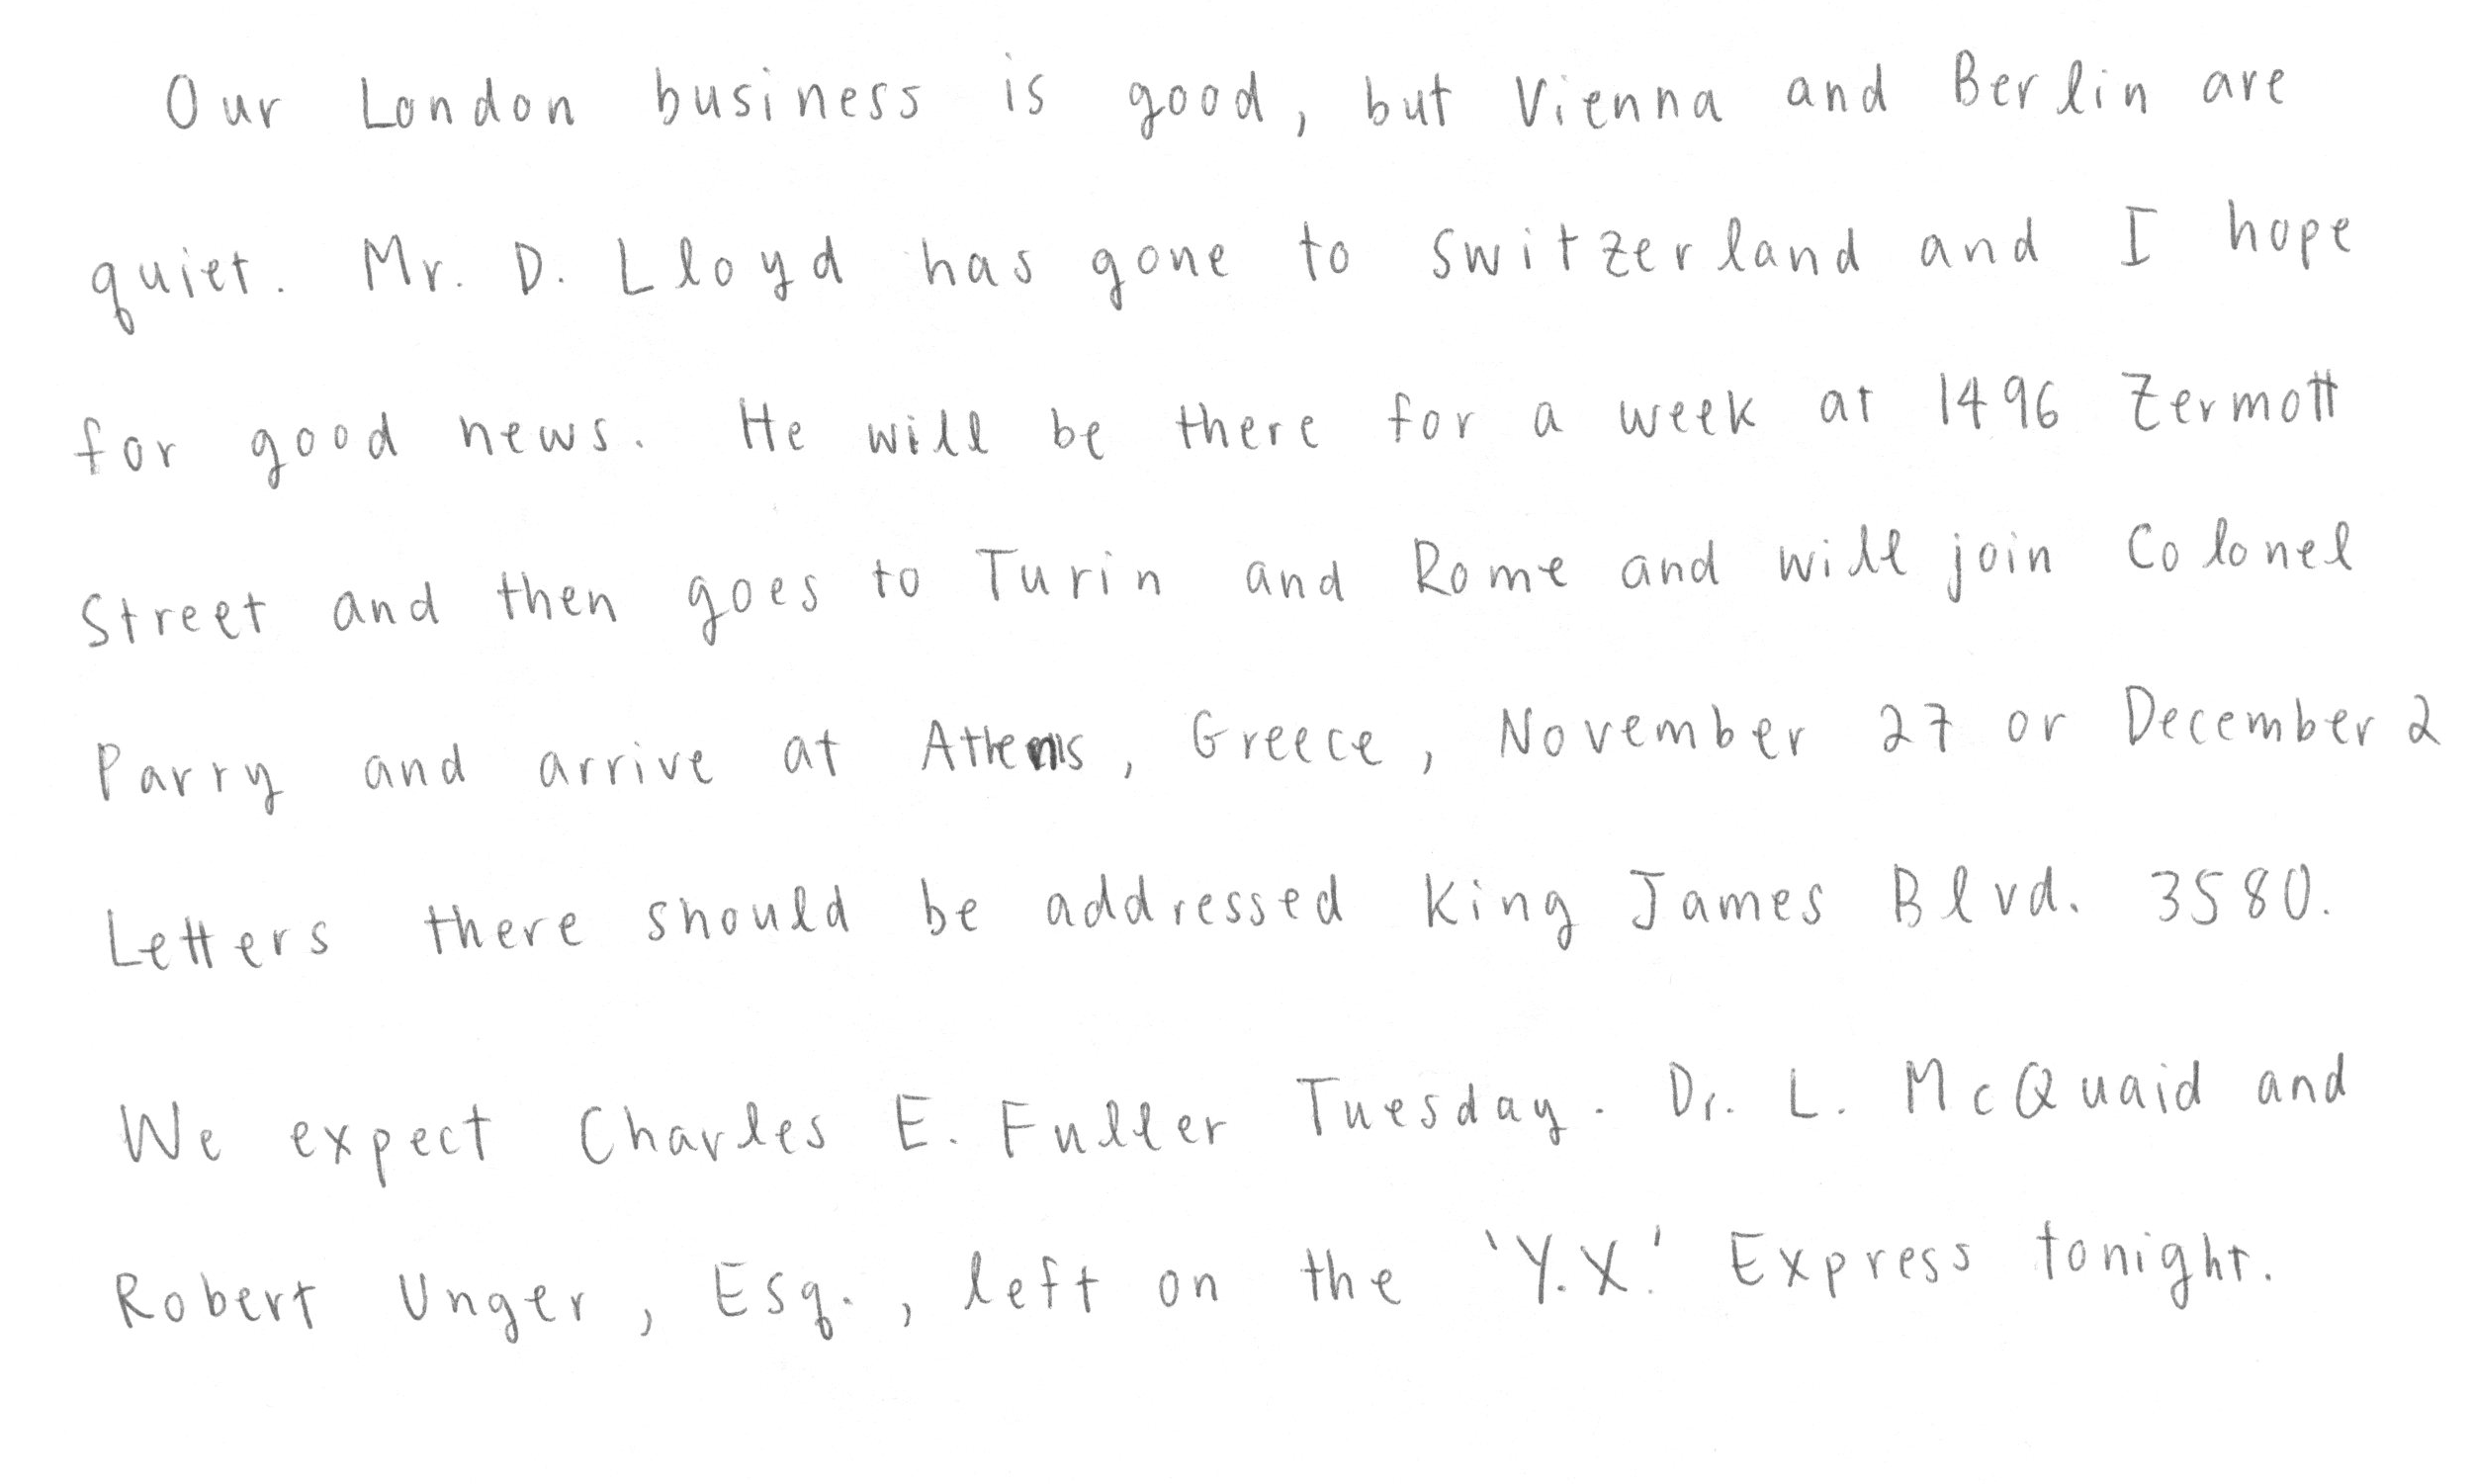 Our London business is good, but Vienna and Berlin are
quiet. Mr. D. Lloyd has gone to Switzerland and I hope
for good news. He will be there for a week at 1496 Zermott
Street and then goes to Turin and Rome and will join Colonel
Parry and arrive at Athens, Greece, November 27 or December 2
Letters there should be addressed King James Blvd. 3580.
We expect Charles E. Fuller Tuesday. Dr. L. McQuaid and
Robert Unger, Esq., left on the 'Y.X.' Express tonight.